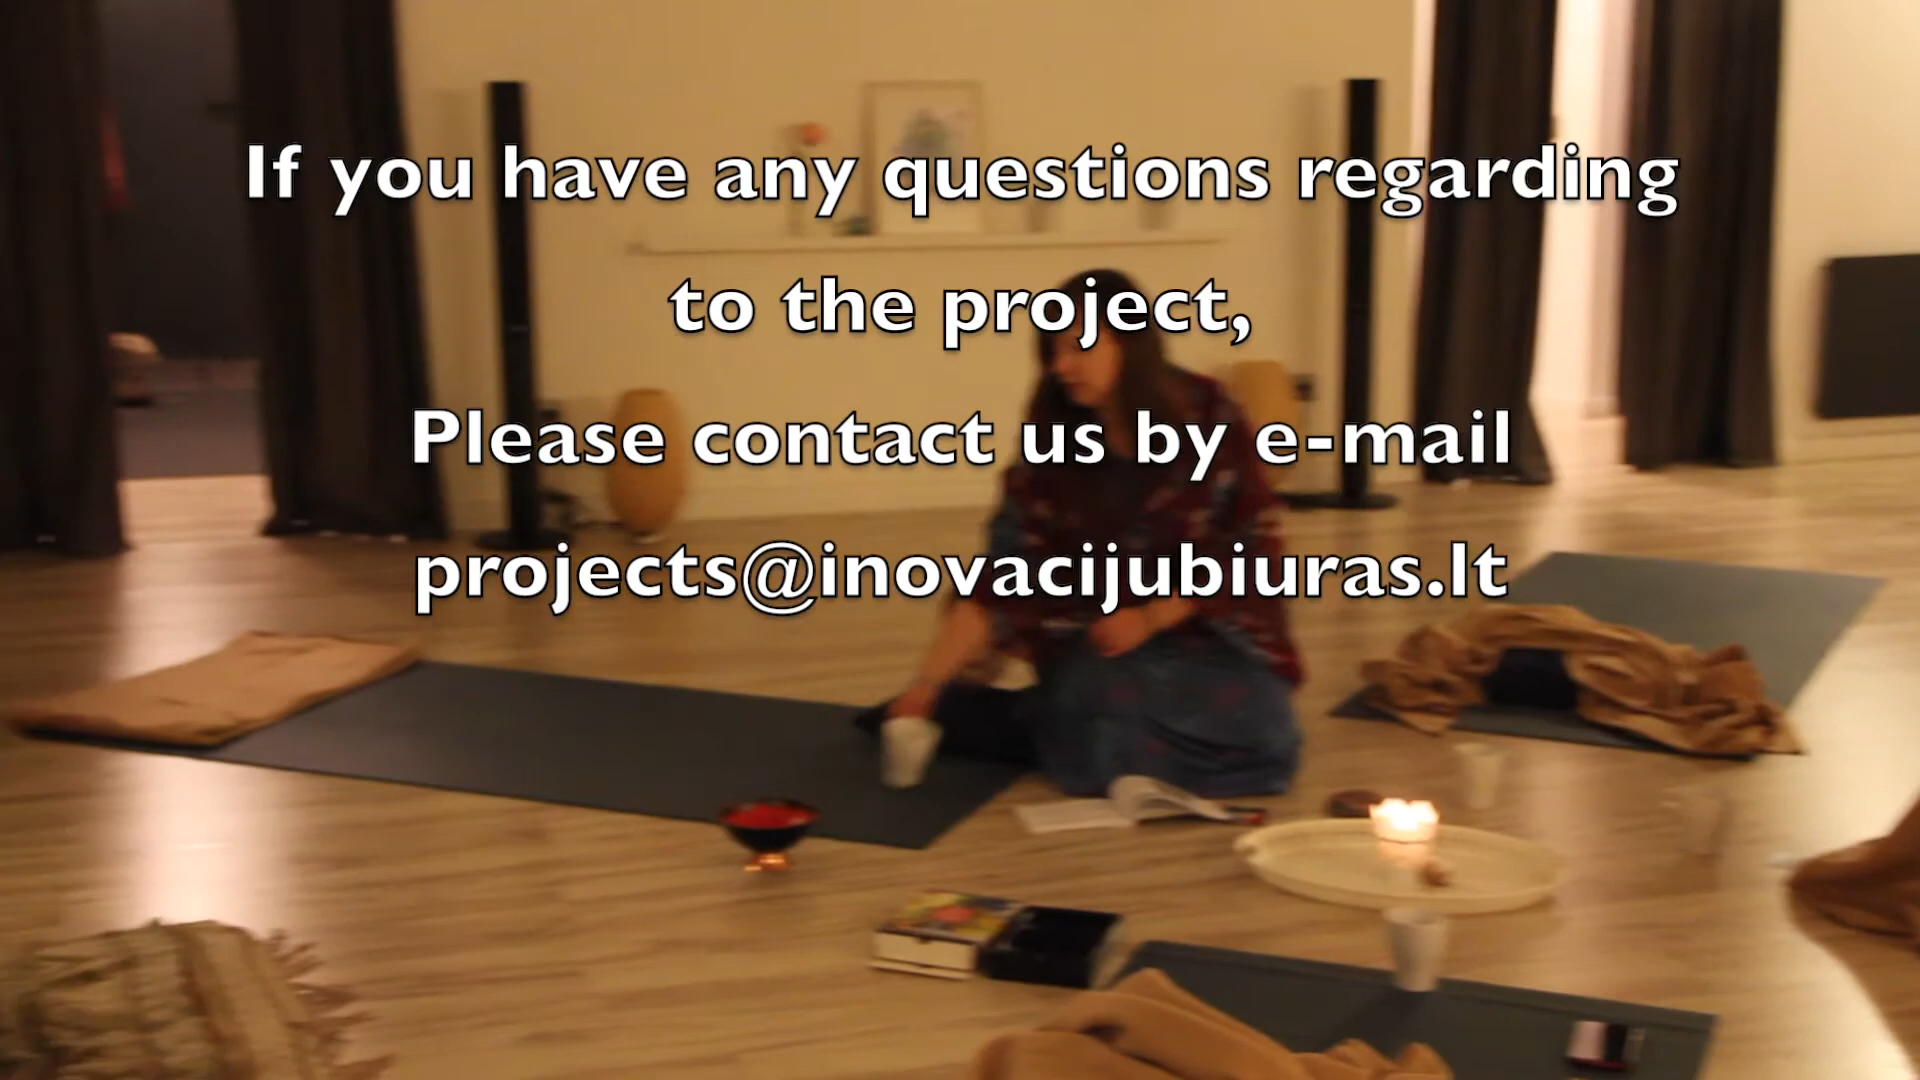 If you have any questions regarding
to the project,
Please contact us by e-mail
projects@inovacijubiuras.lt